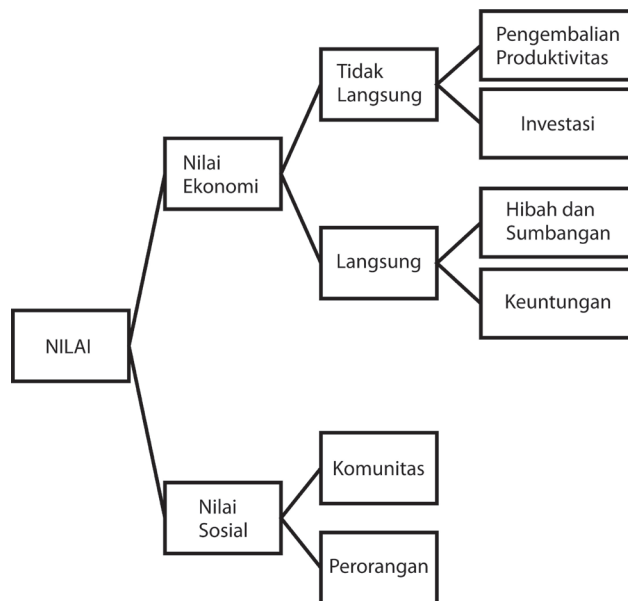 Pengembalian
Produktivitas
Tidak
Langsung
Investasi
Nilai
Ekonomi
Hibah dan
Sumbangan
Langsung
Keuntungan
NILAI
Komunitas
Nilai
Sosial
Perorangan